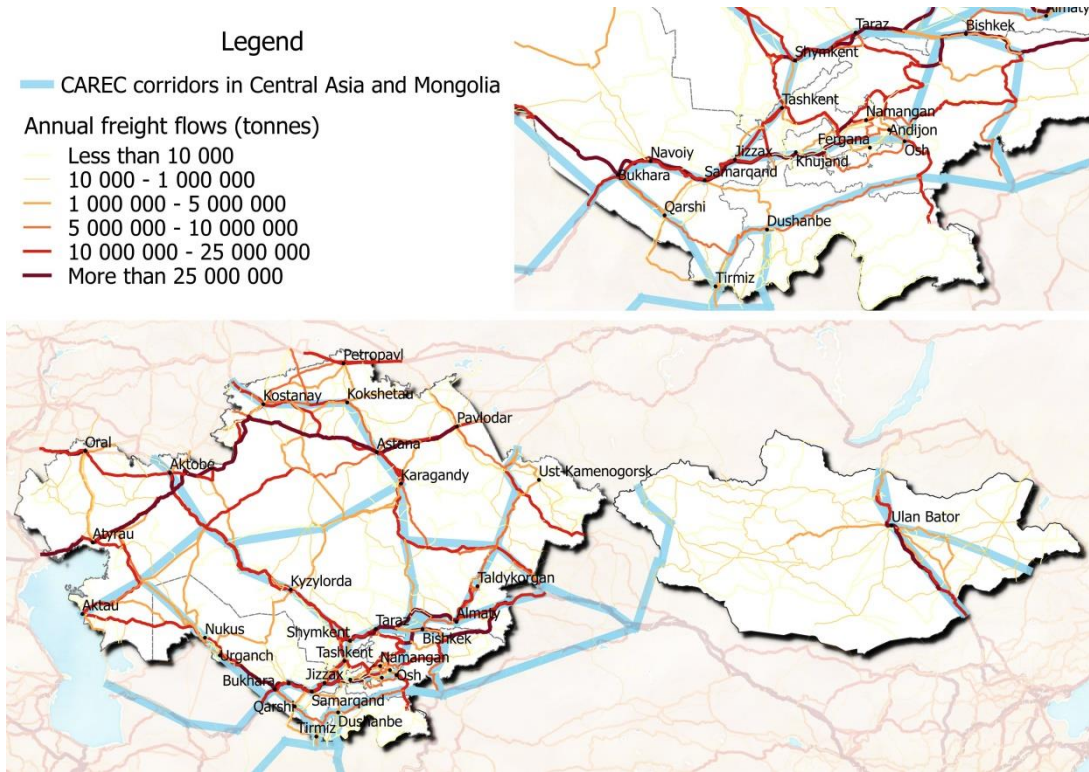 Legend
CAREC corridors in Central Asia and Mongolia
Annual freight flows (tonnes)
Less than 10 000
10 000 - 1 000 000
1 000 000 - 5 000 000
5 000 000 - 10 000 000
10 000 000 - 25 000 000
More than 25 000 000
Almaty
Taraz
Bishkek
Shymkent
Tashkent
Namangan
Andijon
Fergana
Osh
Navoiy
Jizzax
Khujand
Bukhara
Samarqand
Qarshi
Dushanbe
Tirmiz
Petropavl
Kostanay
Kokshetau
Pavlodar
Oral
Astana
Aktobe
Karagandy
Ust-Kamenogorsk
Ulan Bator
Atyrau
Kyzylorda
Taldykorgan
Aktau
Taraz
Almaty
Nukus
Shymkent
Bishkek
Urganch
Tashkent
Namangan
Bukhara
Jizzax
Osh
Samarqand
Qarshi
Dushanbe
Tirmiz